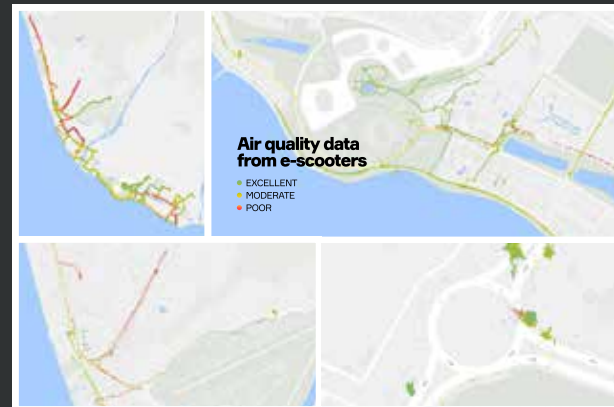 Air quality data
from e-scooters
EXCELLENT
MODERATE
POOR